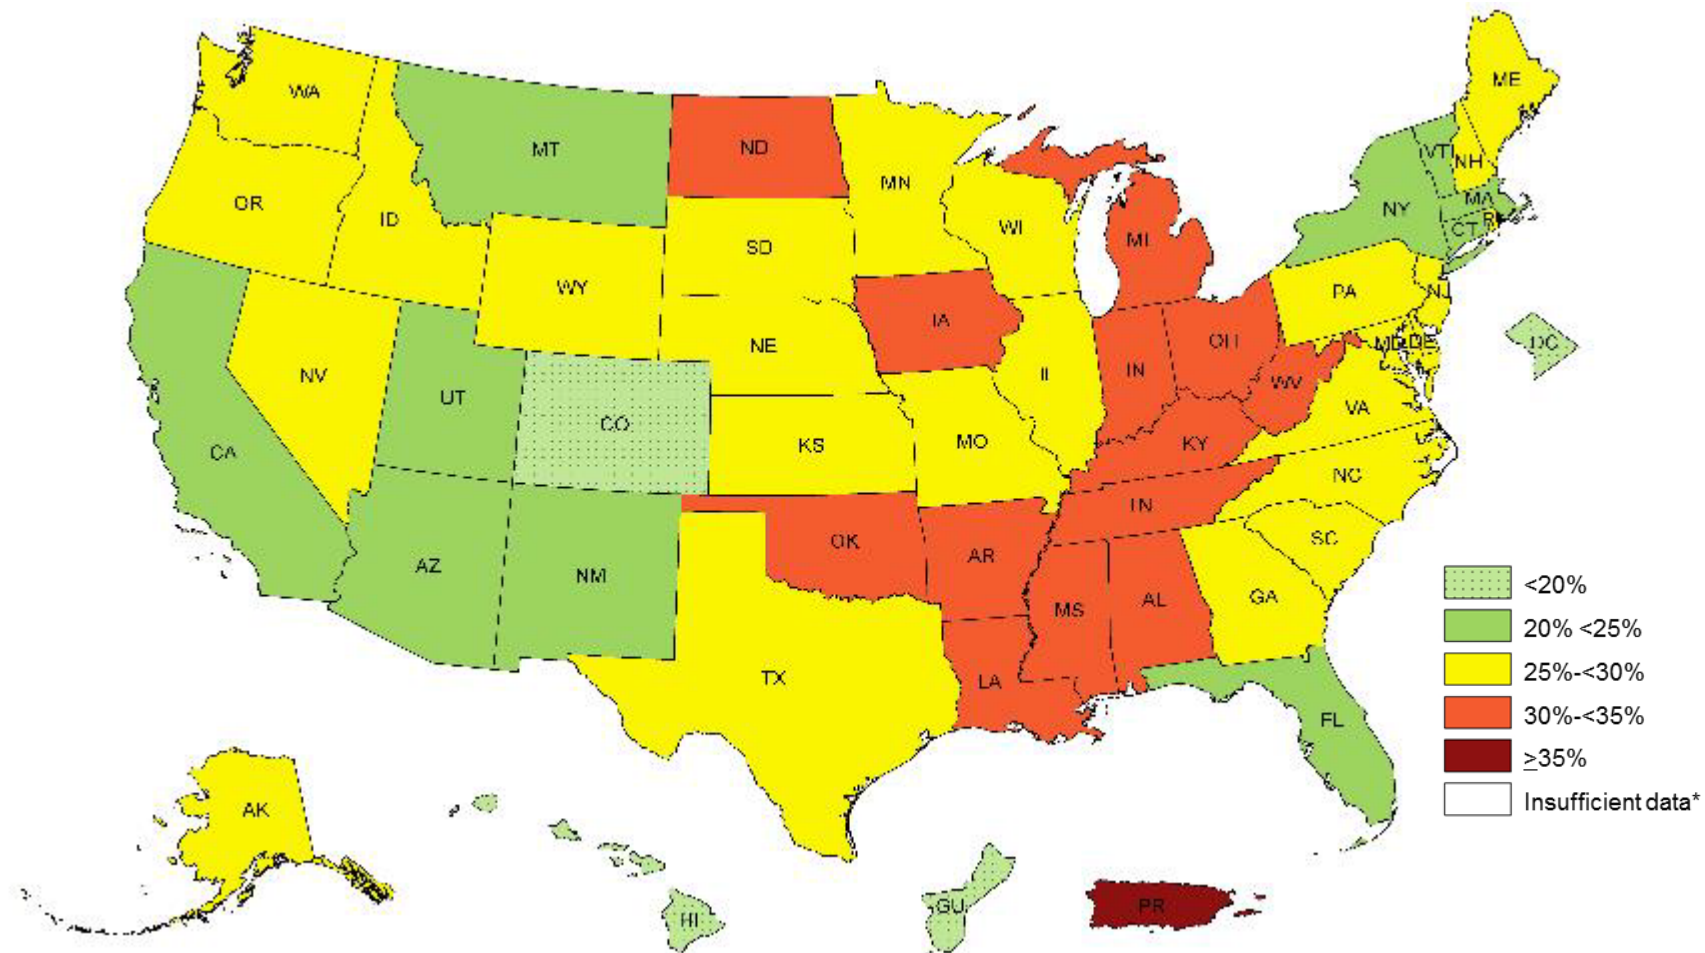 ME
WA
MT
ND
VT
NH
MN
MA
OR
NY
ID
R
WI
CT
MI
SD
WY
PA
NJ
IA
OH
DC
NE
MD
DE
IN
NV
WV
UT
VA
CO
CA
KS
MO
KY
NC
OK
SC
AR
AZ
NM
GA
AL
MS
TX
LA
FL
AK
GU
PR
HI
<20%
20% <25%
25%-<30%
30%-<35%
≥35%
Insufficient data*